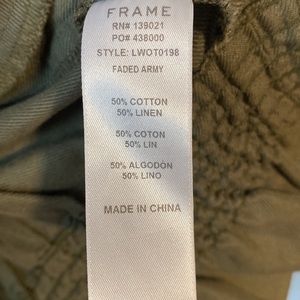 FRAME
RN# 139021
PO# 438000
STYLE: LWOT0198
FADED ARMY
50% COTTON
50% LINEN
50% COTON
50% LIN
50% ALGODÓN
50% LINO
MADE IN CHINA